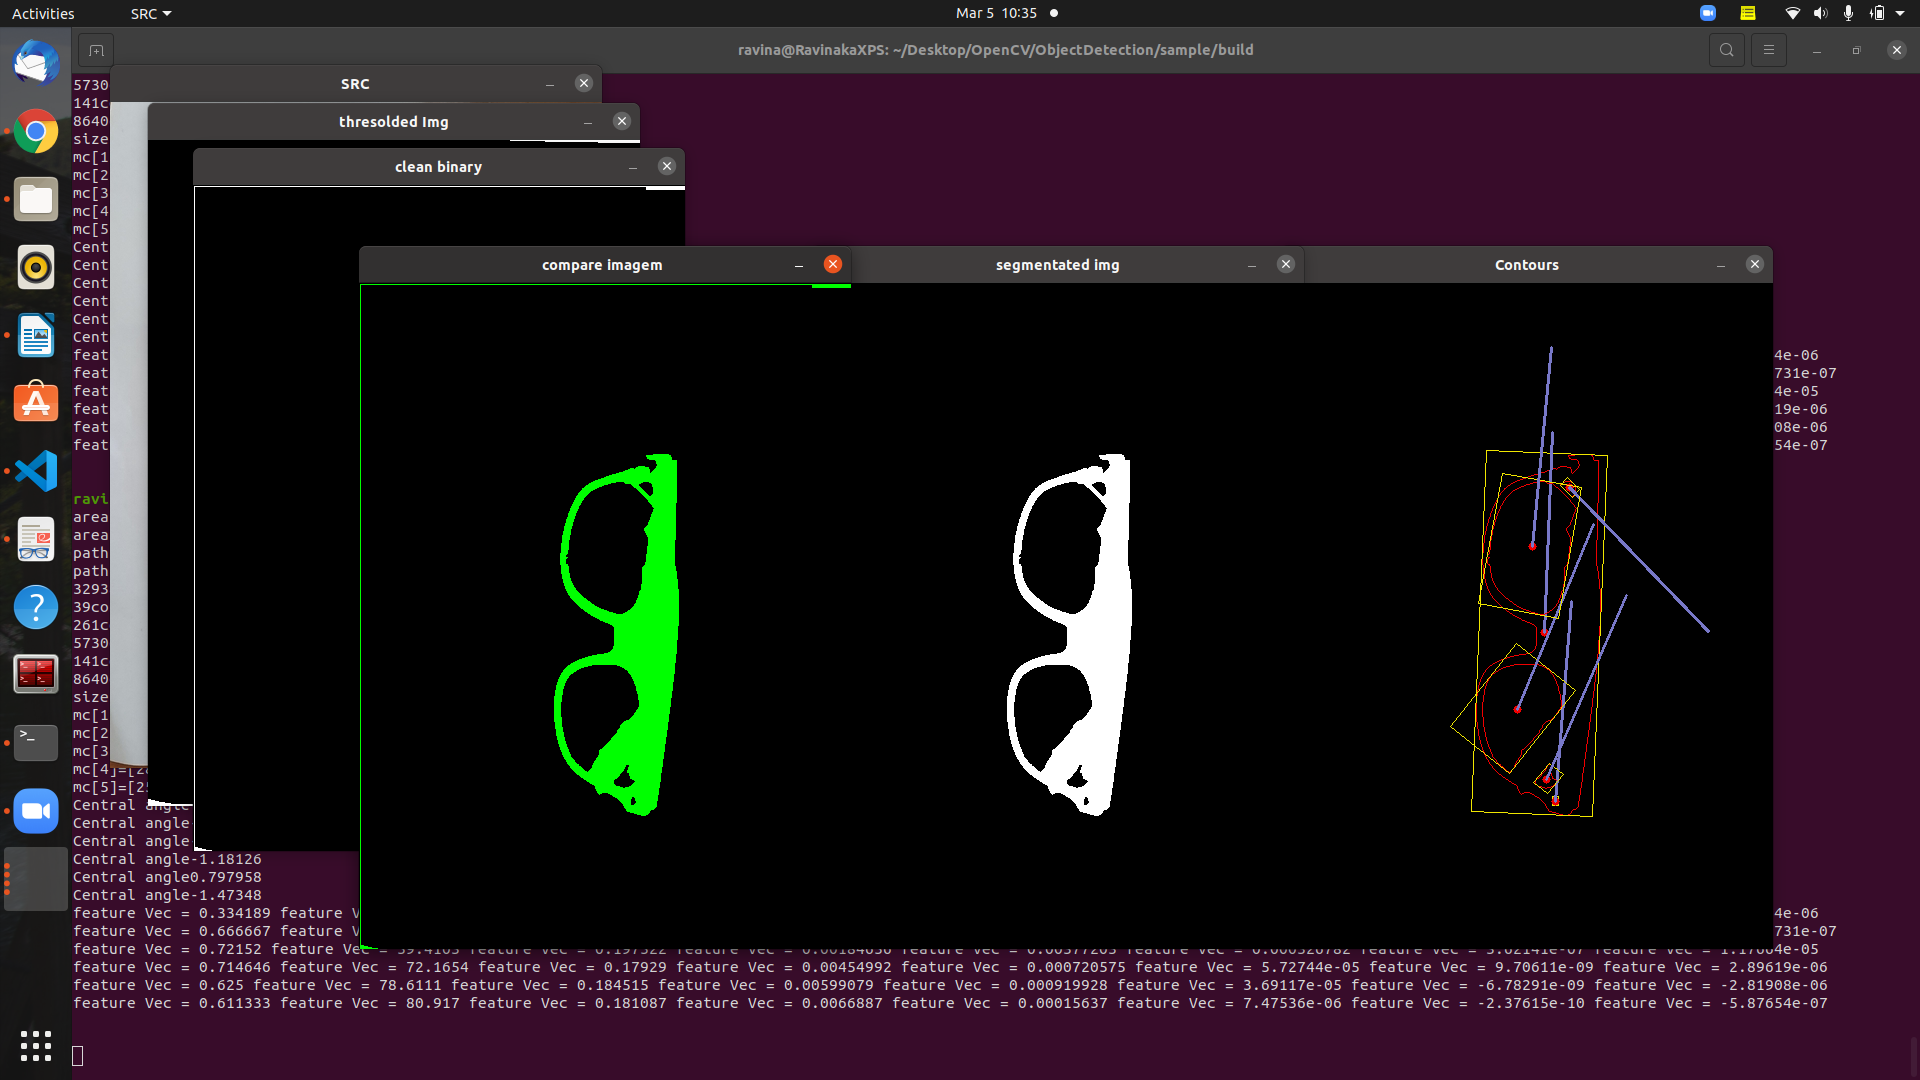 Activities
SRC
Mar 5 10:35
ravina@RavinakaXPS: ~/Desktop/OpenCV/ObjectDetection/sample/build
SRC
thresolded Img
clean binary
compare imagem
segmentated img
Contours
5730
141c
8640
size
mc[1
mc[2
mc[3
mc[4
mc[5
Cent
Cent
Cent
Cent
Cent
Cent
feat 4e-06
feat 731e-07
feat 4e-05
feat 19e-06
feat 08e-06
feat 54e-07
ravi
area
area
path
path
3293
39co
261c
5730
141c
8640
size
mc[1
mc[2
mc[3
mc[4]=[28
mc[5]=[25
Central angle
Central angle
Central angle
Central angle-1.18126
Central angle0.797958
Central angle-1.47348
feature Vec = 0.334189 feature V 4e-06
feature Vec = 0.666667 feature V 731e-07
feature Vec = 0.72152 feature Ve 4e-05
feature Vec = 0.714646 feature Vec = 72.1654 feature Vec = 0.17929 feature Vec = 0.00454992 feature Vec = 0.000720575 feature Vec = 5.72744e-05 feature Vec = 9.70611e-09 feature Vec = 2.89619e-06
feature Vec = 0.625 feature Vec = 78.6111 feature Vec = 0.184515 feature Vec = 0.00599079 feature Vec = 0.000919928 feature Vec = 3.69117e-05 feature Vec = -6.78291e-09 feature Vec = -2.81908e-06
feature Vec = 0.611333 feature Vec = 80.917 feature Vec = 0.181087 feature Vec = 0.0066887 feature Vec = 0.00015637 feature Vec = 7.47536e-06 feature Vec = -2.37615e-10 feature Vec = -5.87654e-07